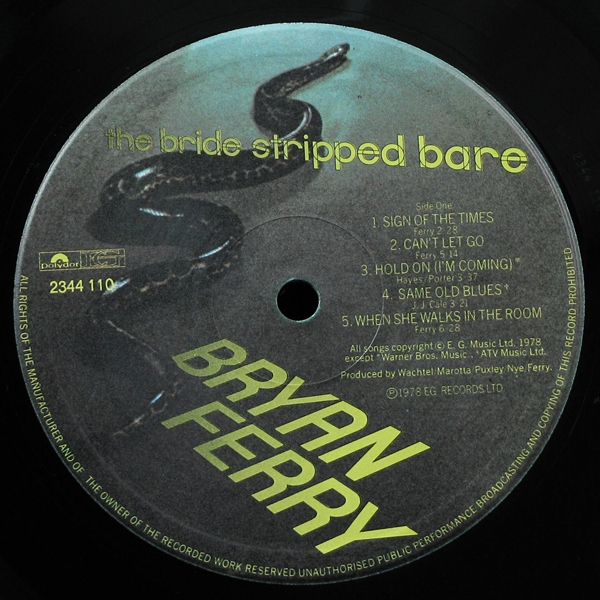 the bride stripped bare
Side One
1. SIGN OF THE TIMES
Ferry 2:28
2. CAN'T LET GO
Ferry 5:14
3. HOLD ON (I'M COMING)*
Hayes/Porter 3:37
4. SAME OLD BLUES†
J.J. Cale 3:21
5. WHEN SHE WALKS IN THE ROOM
Ferry 6:28
All songs copyright © E. G. Music Ltd, 1978
except *Warner Bros. Music., †ATV Music Ltd.
Produced by Wachtel Marotta Puxley Nye Ferry.
℗1978 EG RECORDS LTD
polydor
EG
2344 110
BRYAN
FERRY
ALL RIGHTS OF THE MANUFACTURER AND OF THE OWNER OF THE RECORDED WORK RESERVED UNAUTHORISED PUBLIC PERFORMANCE BROADCASTING AND COPYING OF THIS RECORD PROHIBITED